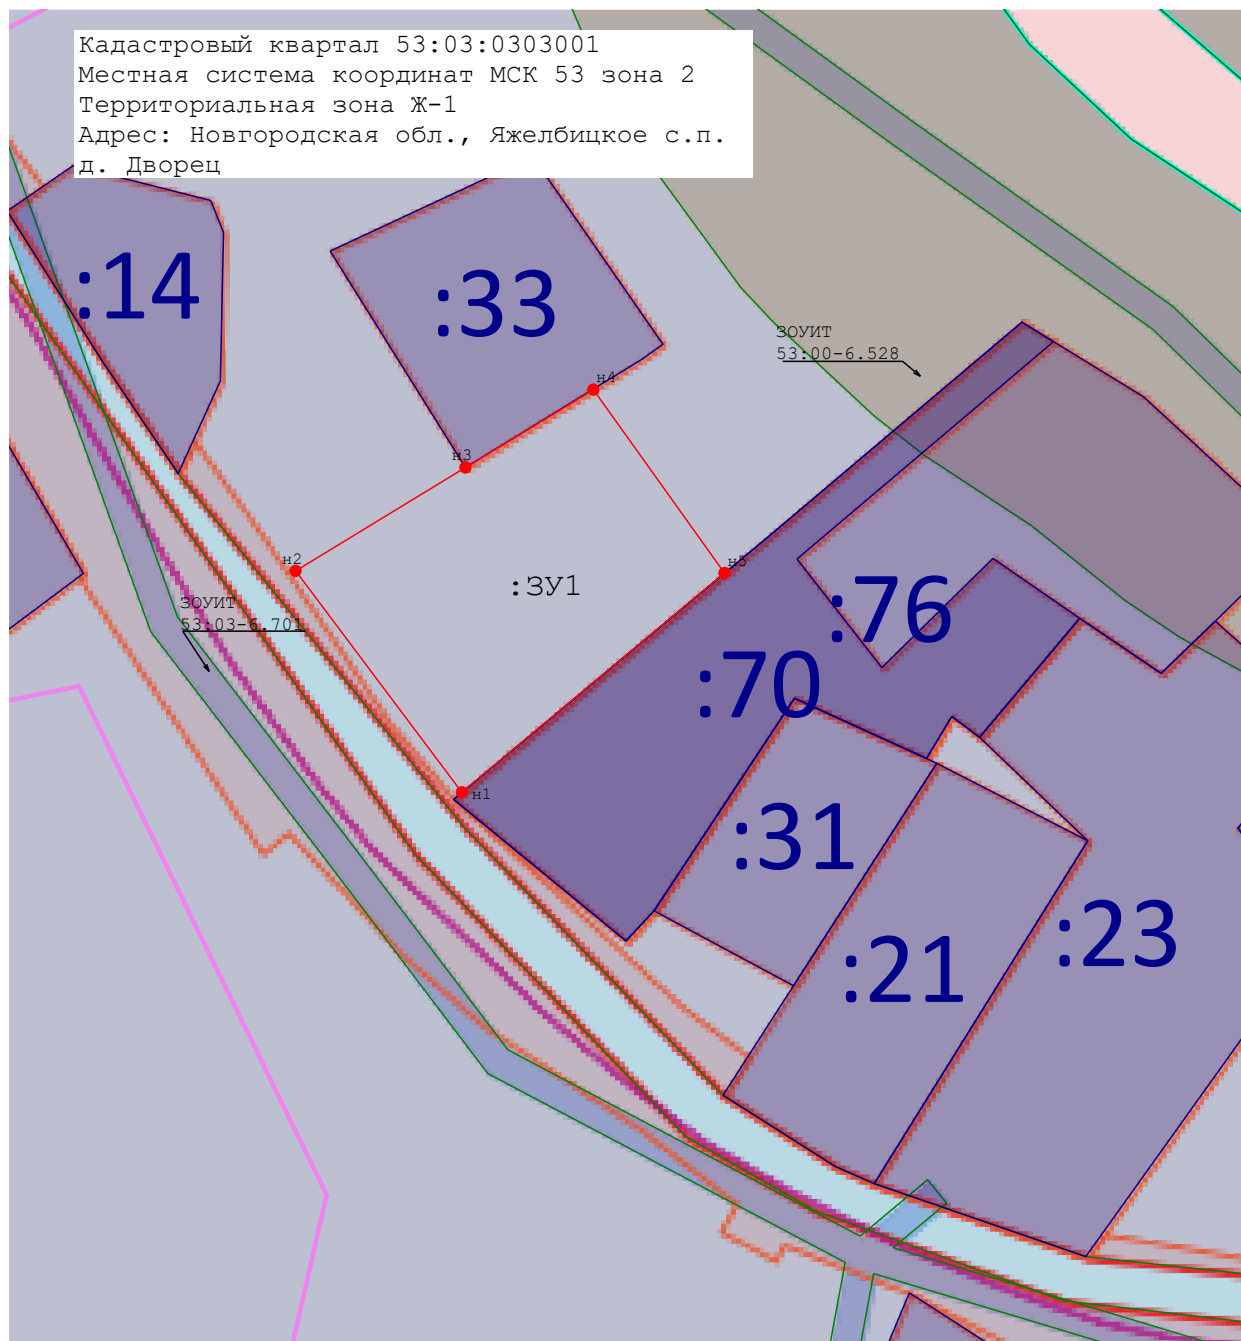 Кадастровый квартал 53:03:0303001
Местная система координат МСК 53 зона 2
Территориальная зона Ж-1
Адрес: Новгородская обл., Яжелбицкое с.п.
д. Дворец
:14
:33
ЗОУИТ
53:00-6.528
н4
н3
н2
н5
:ЗУ1
ЗОУИТ
53:03-6.701
:76
:70
н1
:31
:21
:23